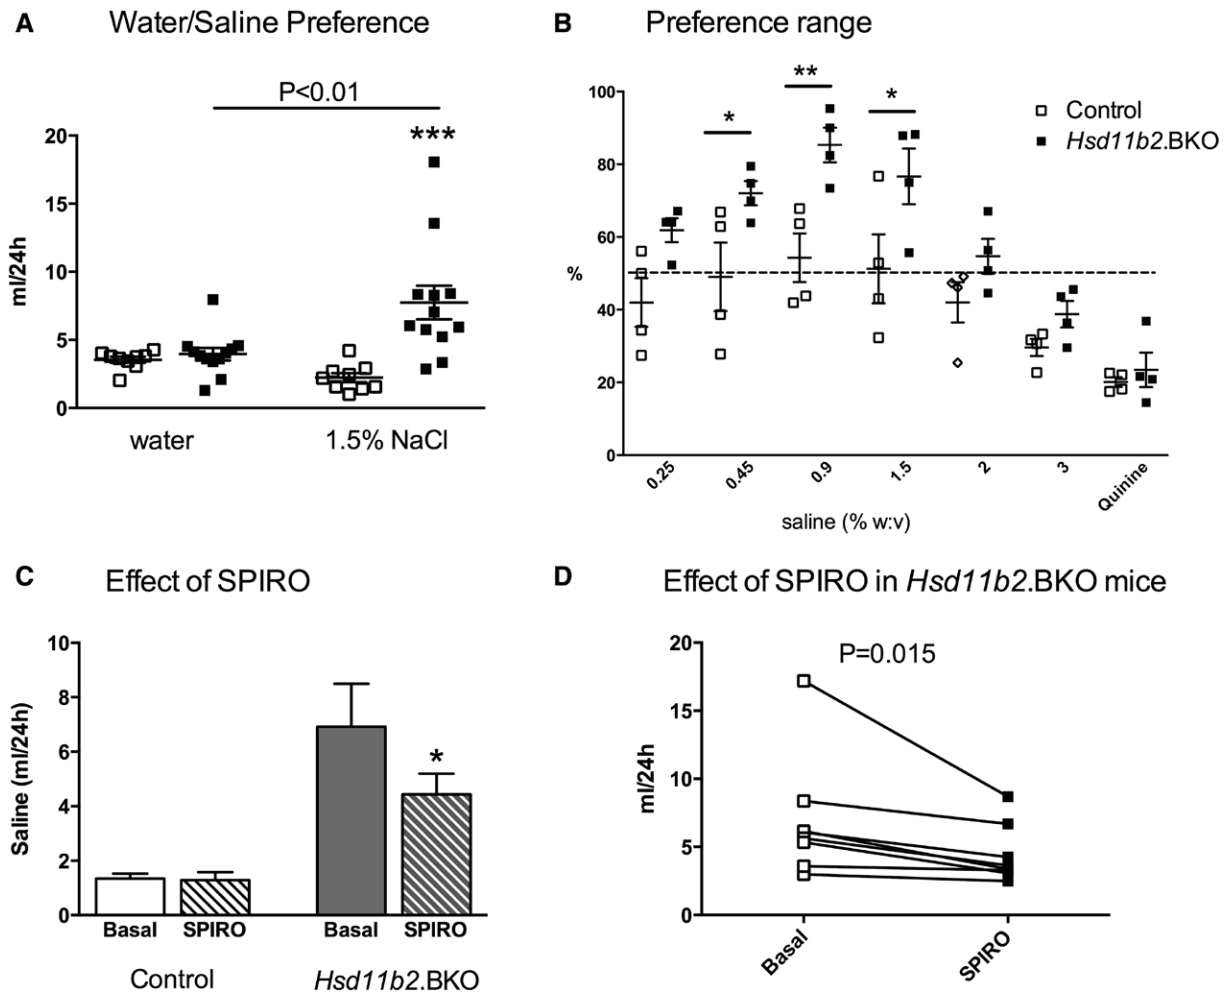 A Water/Saline Preference
P<0.01
***
20
15
10
5
0
ml/24h
water 1.5% NaCl
B Preference range
* ** *
Control
Hsd11b2.BKO
100
80
60
40
20
0
%
0.25 0.45 0.9 1.5 2 3 Quinine
saline (% w:v)
C Effect of SPIRO
10
8
6
4
2
0
Saline (ml/24h)
*
Basal SPIRO Basal SPIRO
Control Hsd11b2.BKO
D Effect of SPIRO in Hsd11b2.BKO mice
P=0.015
20
15
10
5
0
ml/24h
Basal SPIRO